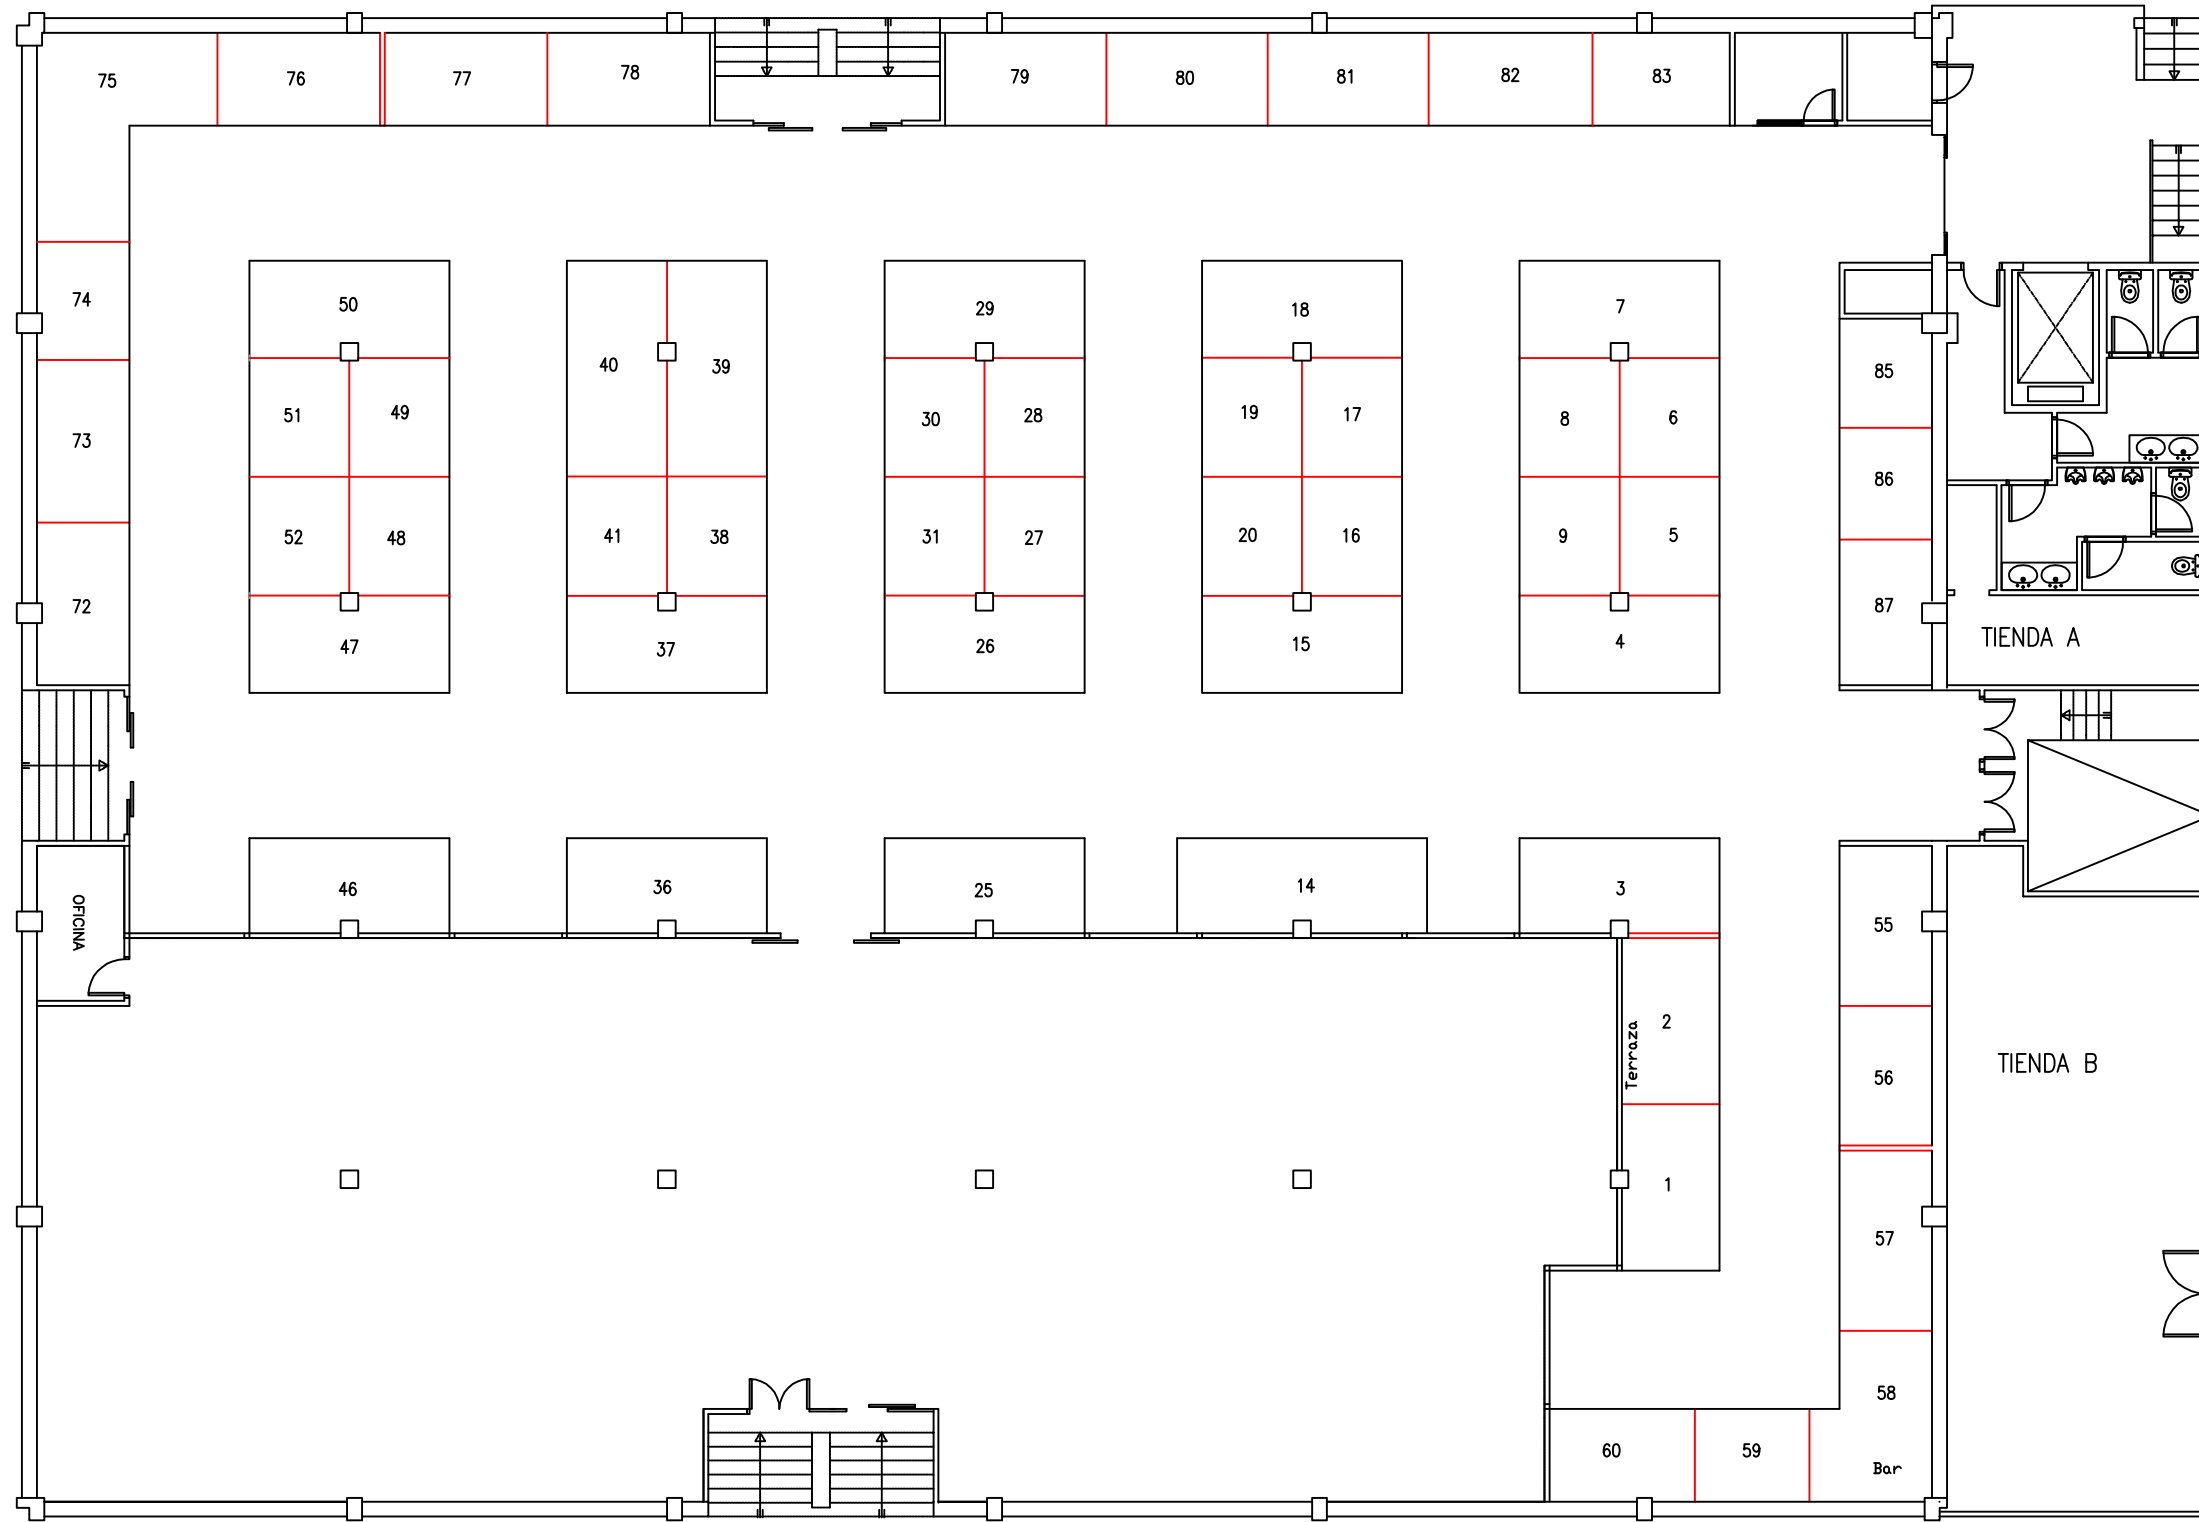 75 76 77 78 79 80 81 82 83
74
50 40 39 29 18 7 85
73 51 49 30 28 19 17 8 6 86
52 48 41 38 31 27 20 16 9 5
72 87
47 37 26 15 4 TIENDA A
46 36 25 14 3
OFICINA 55
2
Terraza 56 TIENDA B
1
57
58
60 59
Bar